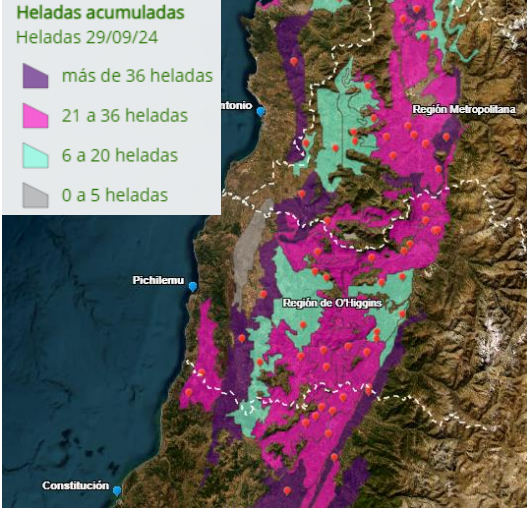 Heladas acumuladas
Heladas 29/09/24
más de 36 heladas
21 a 36 heladas
6 a 20 heladas
0 a 5 heladas
ntonio
Región Metropolitana
Pichilemu
Región de O'Higgins
Constitución